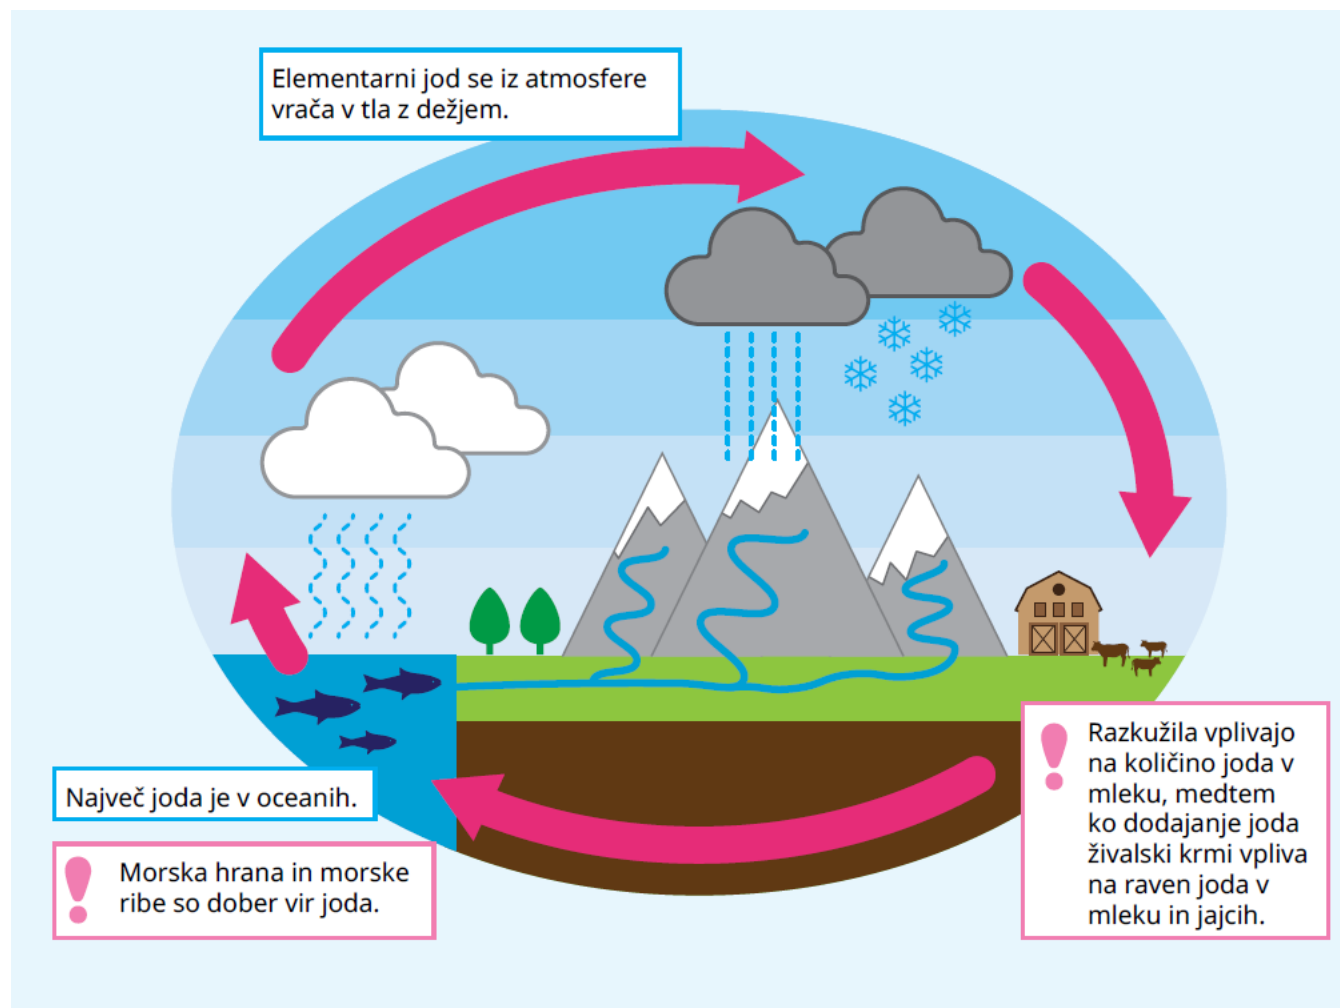 Elementarni jod se iz atmosfere
vrača v tla z dežjem.
Največ joda je v oceanih.
Morska hrana in morske
ribe so dober vir joda.
Razkužila vplivajo
na količino joda v
mleku, medtem
ko dodajanje joda
živalski krmi vpliva
na raven joda v
mleku in jajcih.